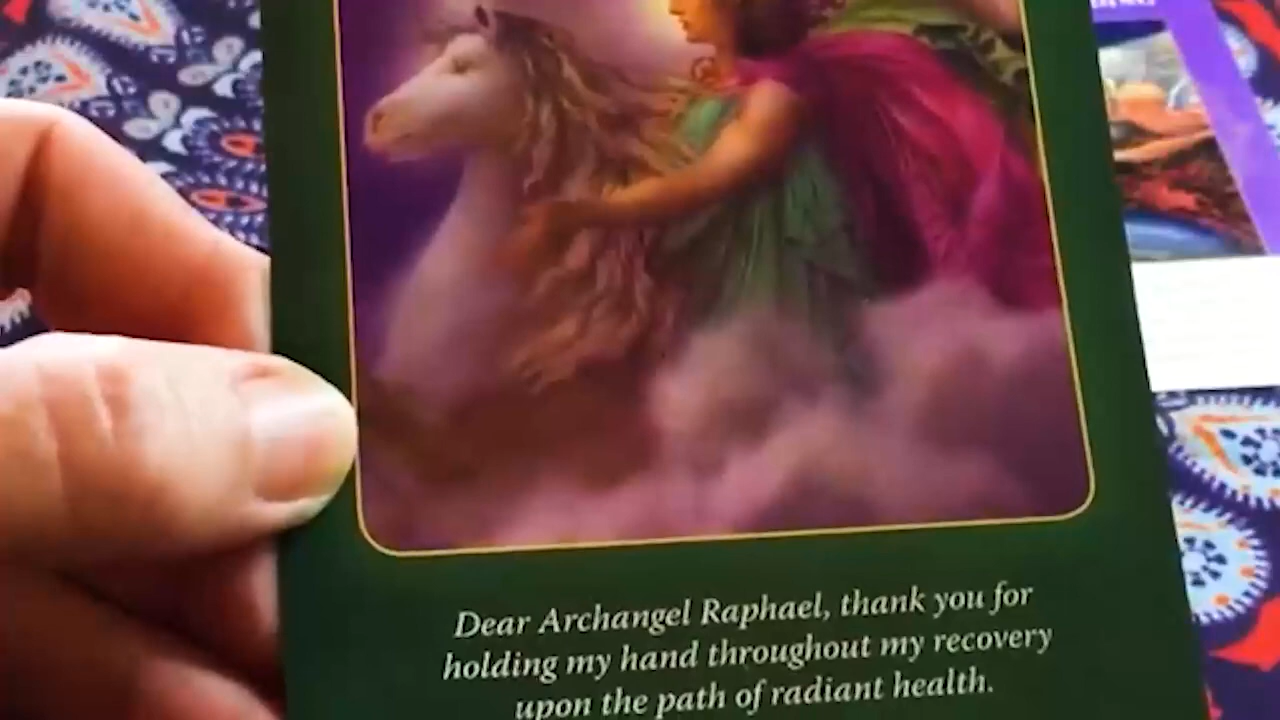 Dear Archangel Raphael, thank you for
holding my hand throughout my recovery
upon the path of radiant health.